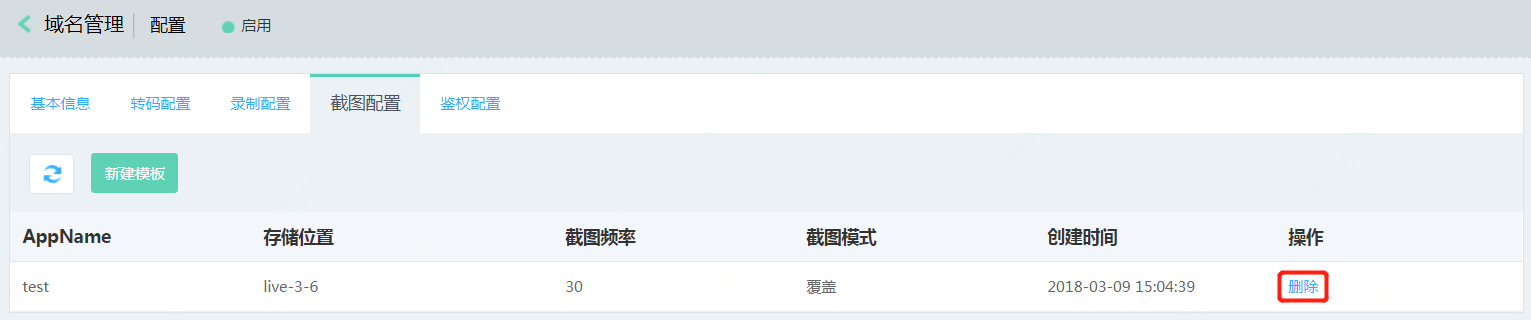 域名管理 配置 启用
基本信息 转码配置 录制配置 截图配置 鉴权配置
新建模板
AppName 存储位置 截图频率 截图模式 创建时间 操作
test live-3-6 30 覆盖 2018-03-09 15:04:39 删除